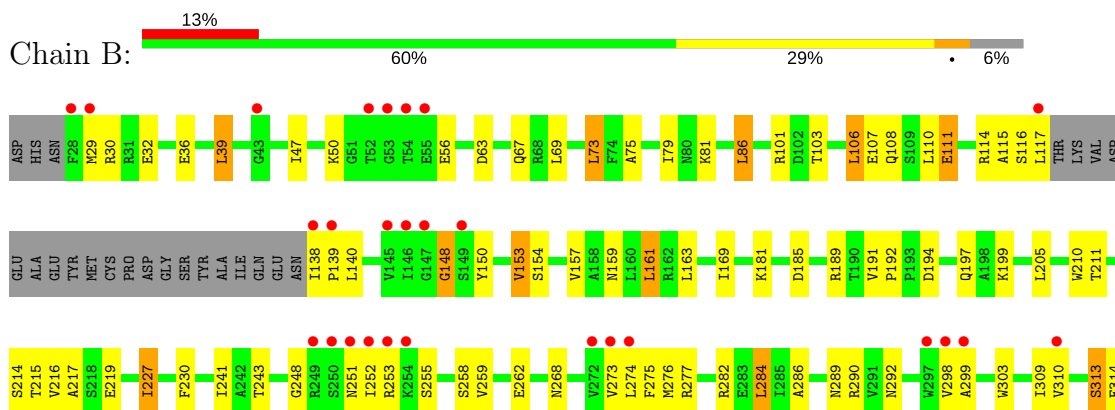 13%
Chain B:
60% 29% • 6%
ASP HIS ASN F28 M29 R30 R31 E32 E36 L39 G43 I47 K50 G51 T52 G53 T54 E55 E56 D63 Q67 R68 L69 L73 F74 A75 I79 N80 K81 L86 R101 D102 T103 L106 E107 Q108 S109 L110 E111 R114 A115 S116 L117 THR LYS VAL ASP
GLU ALA GLU TYR MET CYS PRO ASP GLY SER TYR ALA ILE GLN GLU ASN I138 P139 L140 V145 I146 G147 G148 S149 Y150 V153 S154 V157 A158 N159 L160 L161 R162 L163 I169 K181 D185 R189 T190 V191 P192 P193 D194 Q197 A198 K199 L205 W210 T211
S214 T215 V216 A217 S218 E219 I227 F230 I241 A242 T243 G248 R249 S250 N251 I252 R253 K254 S255 S258 V259 E262 N268 V272 V273 L274 F275 M276 R277 R282 E283 L284 I285 A286 N289 R290 V291 N292 W297 V298 A299 W303 I309 V310 S313